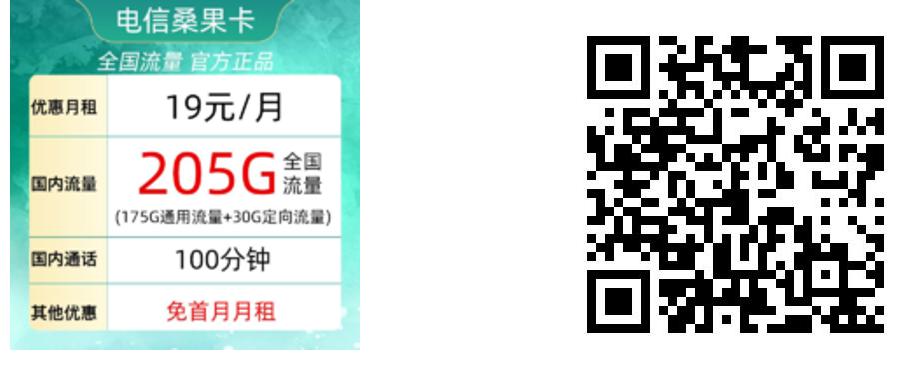 电信桑果卡
全国流量 官方正品
优惠月租 19元/月
国内流量 205G 全国流量
(175G通用流量+30G定向流量)
国内通话 100分钟
其他优惠 免首月月租